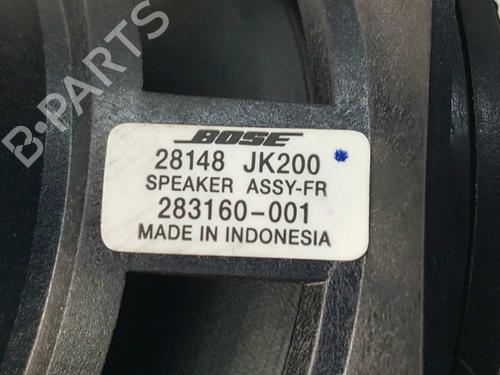 BOSE
28148 JK200
SPEAKER ASSY-FR
283160-001
MADE IN INDONESIA
B-PARTS